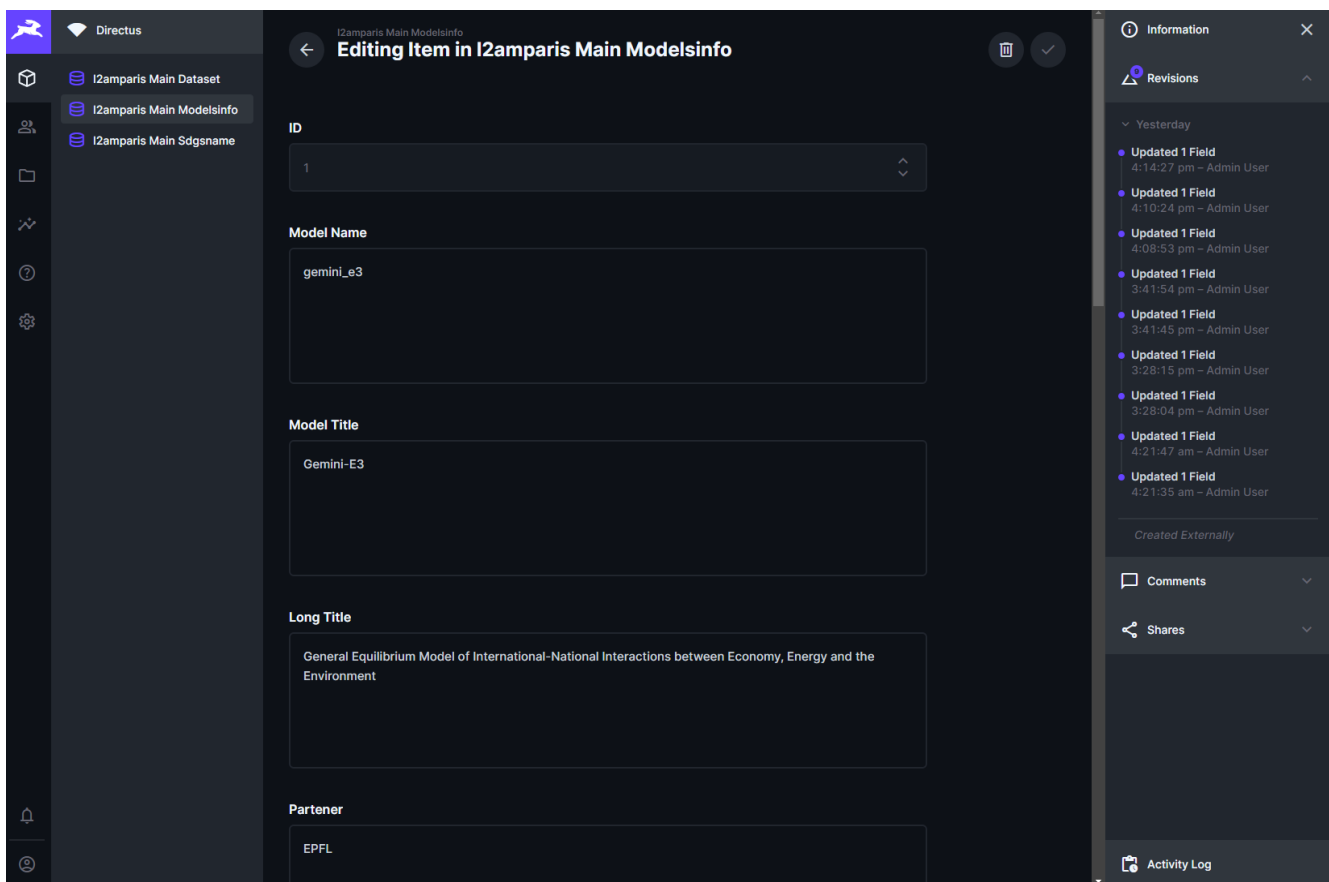 Directus
I2amparis Main Dataset
I2amparis Main Modelsinfo
I2amparis Main Sdgsname
I2amparis Main Modelsinfo
Editing Item in I2amparis Main Modelsinfo
ID
1
Model Name
gemini_e3
Model Title
Gemini-E3
Long Title
General Equilibrium Model of International-National Interactions between Economy, Energy and the
Environment
Partener
EPFL
Information
Revisions
Yesterday
Updated 1 Field
4:14:27 pm – Admin User
Updated 1 Field
4:10:24 pm – Admin User
Updated 1 Field
4:08:53 pm – Admin User
Updated 1 Field
3:41:54 pm – Admin User
Updated 1 Field
3:41:45 pm – Admin User
Updated 1 Field
3:28:15 pm – Admin User
Updated 1 Field
3:28:04 pm – Admin User
Updated 1 Field
4:21:47 am – Admin User
Updated 1 Field
4:21:35 am – Admin User
Created Externally
Comments
Shares
Activity Log